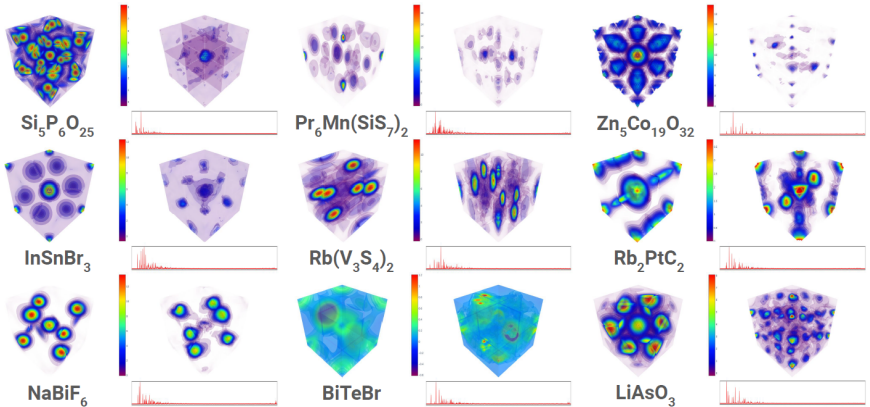 Si5P6O25
Pr6Mn(SiS7)2
Zn5Co19O32
InSnBr3
Rb(V3S4)2
Rb2PtC2
NaBiF6
BiTeBr
LiAsO3